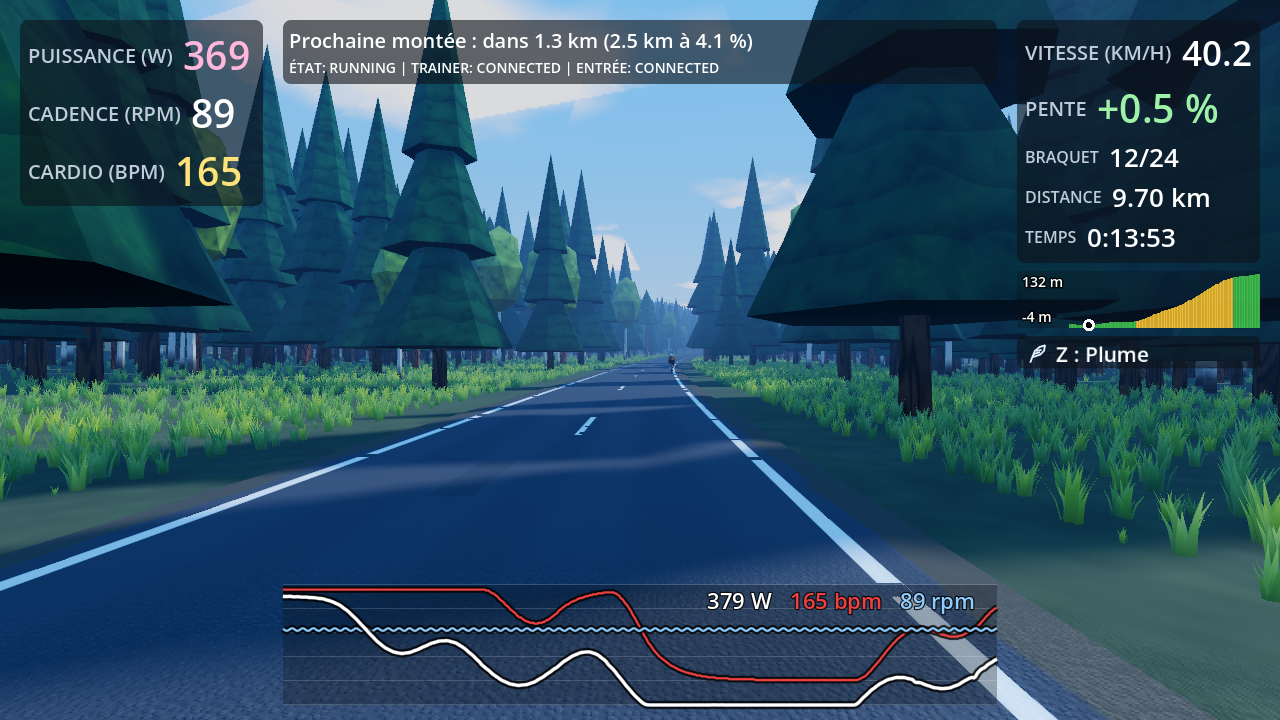 PUISSANCE (W) 369
CADENCE (RPM) 89
CARDIO (BPM) 165
Prochaine montée : dans 1.3 km (2.5 km à 4.1 %)
ÉTAT: RUNNING | TRAINER: CONNECTED | ENTRÉE: CONNECTED
VITESSE (KM/H) 40.2
PENTE +0.5 %
BRAQUET 12/24
DISTANCE 9.70 km
TEMPS 0:13:53
132 m
-4 m
Z : Plume
379 W 165 bpm 89 rpm